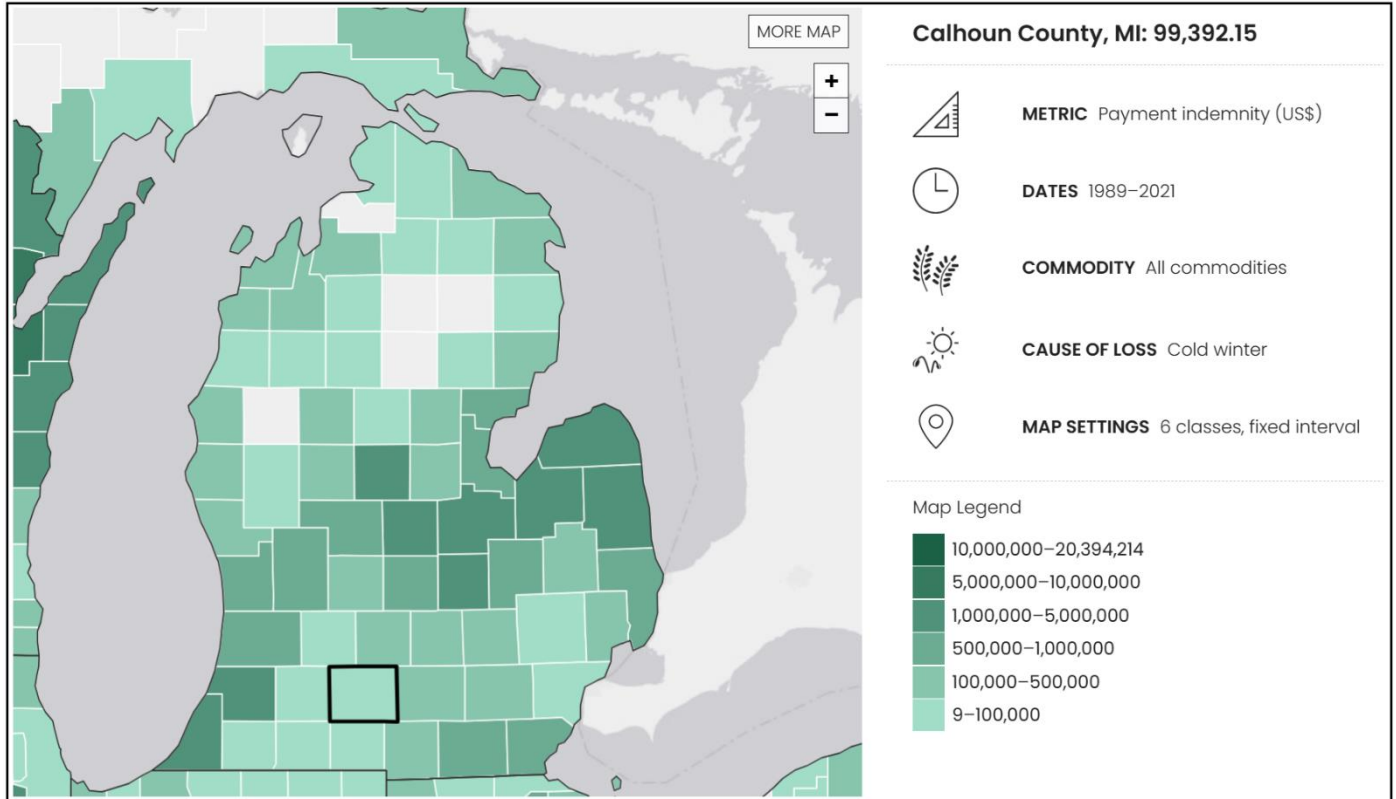 MORE MAP
+
−
Calhoun County, MI: 99,392.15
METRIC Payment indemnity (US$)
DATES 1989–2021
COMMODITY All commodities
CAUSE OF LOSS Cold winter
MAP SETTINGS 6 classes, fixed interval
Map Legend
10,000,000–20,394,214
5,000,000–10,000,000
1,000,000–5,000,000
500,000–1,000,000
100,000–500,000
9–100,000